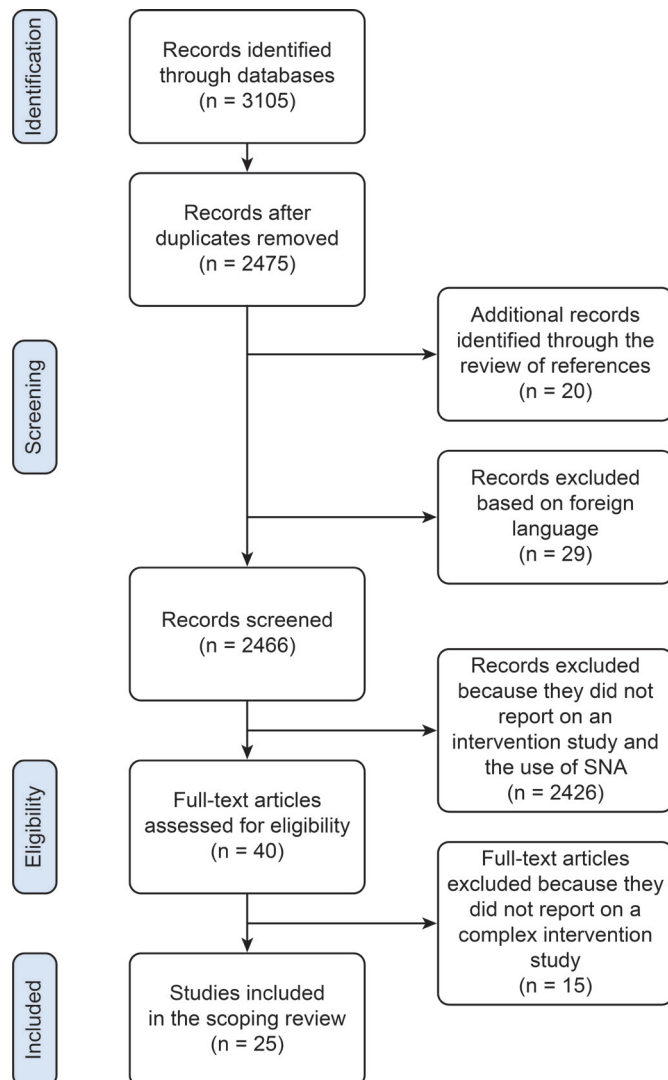 Identification
Records identified
through databases
(n = 3105)
Records after
duplicates removed
(n = 2475)
Screening
Additional records
identified through the
review of references
(n = 20)
Records excluded
based on foreign
language
(n = 29)
Records screened
(n = 2466)
Records excluded
because they did not
report on an
intervention study and
the use of SNA
(n = 2426)
Eligibility
Full-text articles
assessed for eligibility
(n = 40)
Full-text articles
excluded because they
did not report on a
complex intervention
study
(n = 15)
Included
Studies included
in the scoping review
(n = 25)